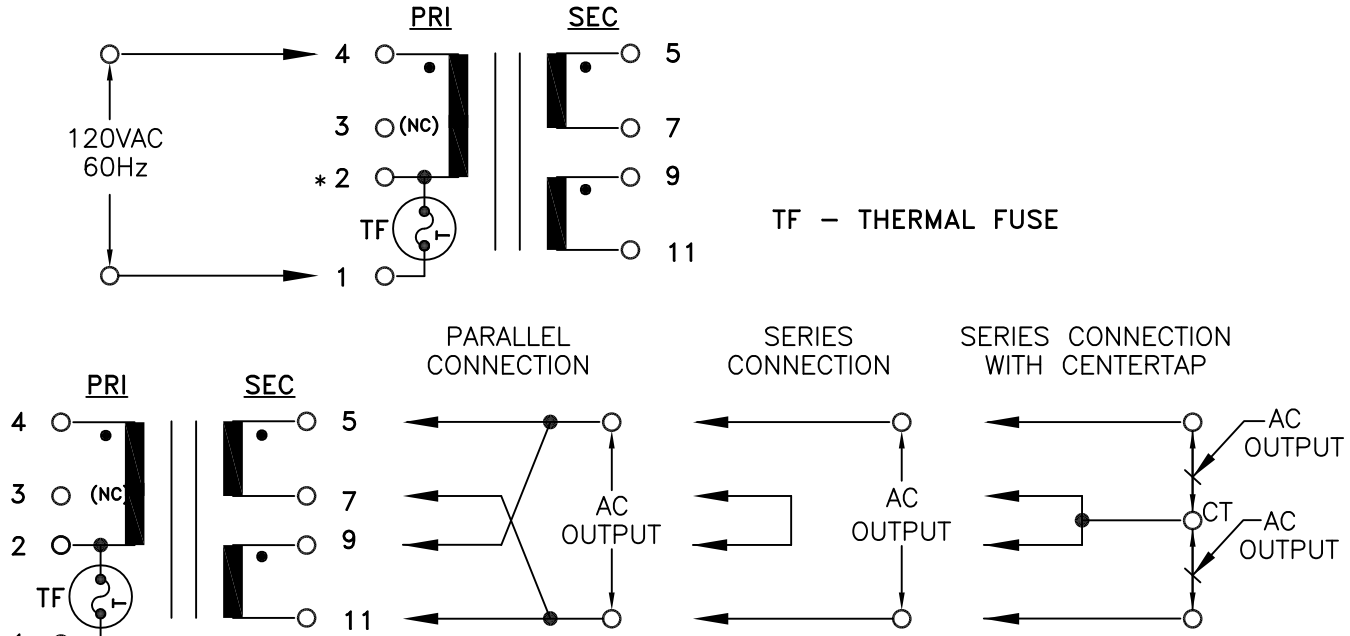 PRI SEC
4 5
3 (NC) 7
120VAC
60Hz
* 2 9
TF T
TF - THERMAL FUSE
1 11
PARALLEL
CONNECTION
SERIES
CONNECTION
SERIES CONNECTION
WITH CENTERTAP
PRI SEC
4 5
3 (NC) 7
2 9
TF T
11
AC
OUTPUT
AC
OUTPUT
AC
OUTPUT
CT
AC
OUTPUT